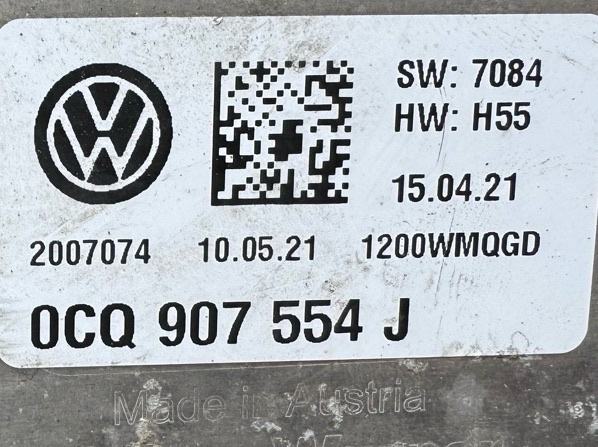 SW: 7084
HW: H55
15.04.21
2007074 10.05.21 1200WMQGD
0CQ 907 554 J
Made in Austria